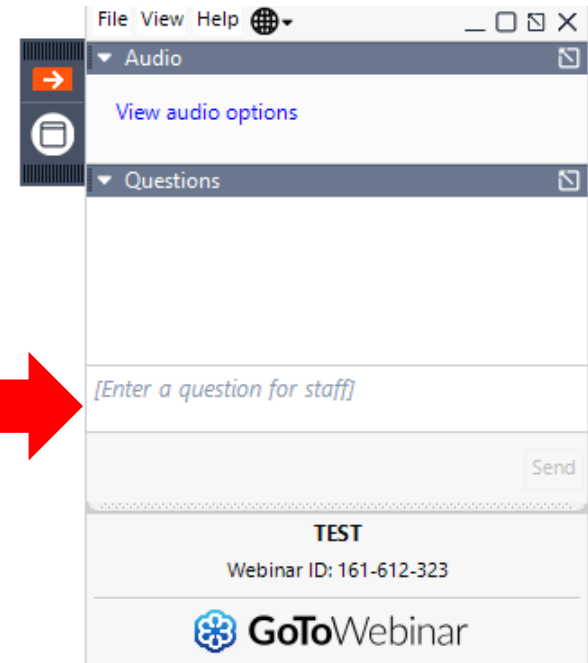 File View Help
Audio
View audio options
Questions
[Enter a question for staff]
Send
TEST
Webinar ID: 161-612-323
GoToWebinar